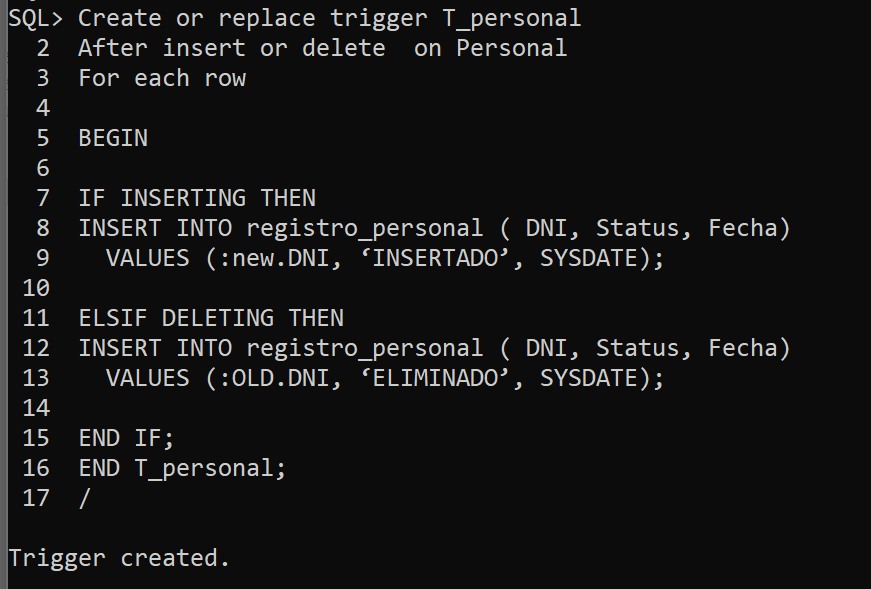 SQL> Create or replace trigger T_personal
2 After insert or delete  on Personal
3 For each row
4
5 BEGIN
6
7 IF INSERTING THEN
8 INSERT INTO registro_personal ( DNI, Status, Fecha)
9 VALUES (:new.DNI, ‘INSERTADO’, SYSDATE);
10
11 ELSIF DELETING THEN
12 INSERT INTO registro_personal ( DNI, Status, Fecha)
13 VALUES (:OLD.DNI, ‘ELIMINADO’, SYSDATE);
14
15 END IF;
16 END T_personal;
17 /
Trigger created.